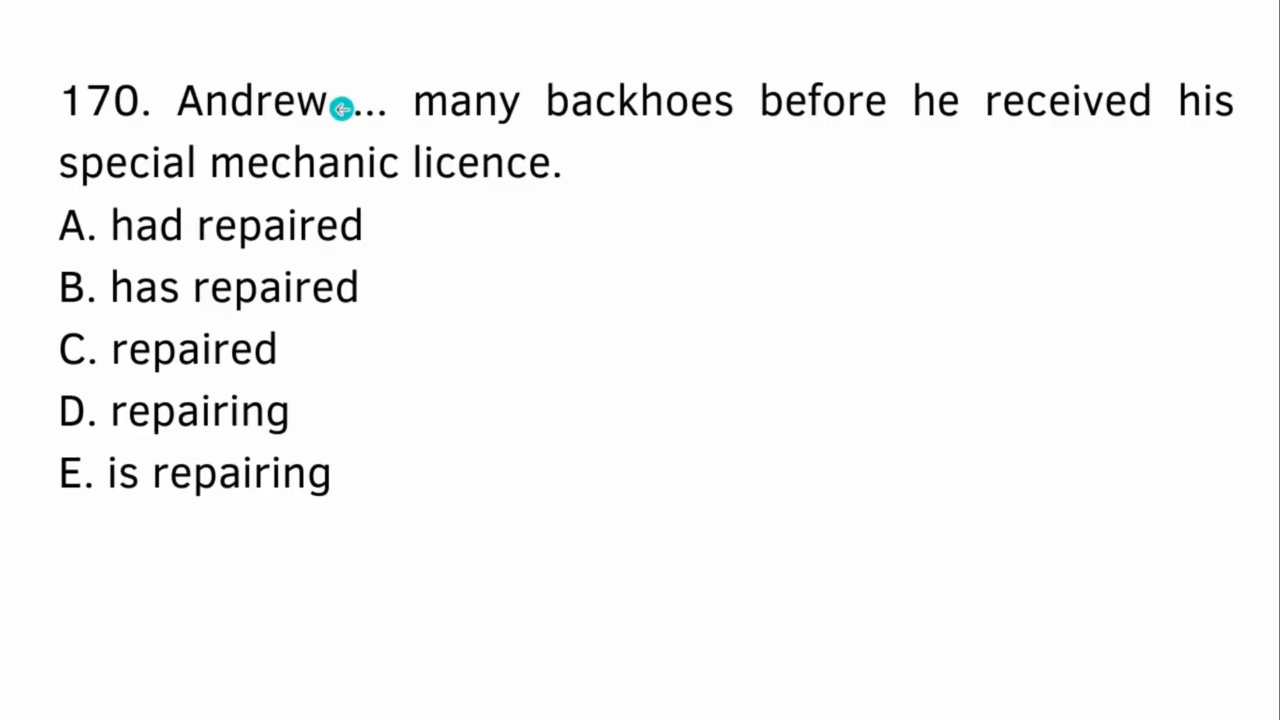 170. Andrew ... many backhoes before he received his
special mechanic licence.
A. had repaired
B. has repaired
C. repaired
D. repairing
E. is repairing